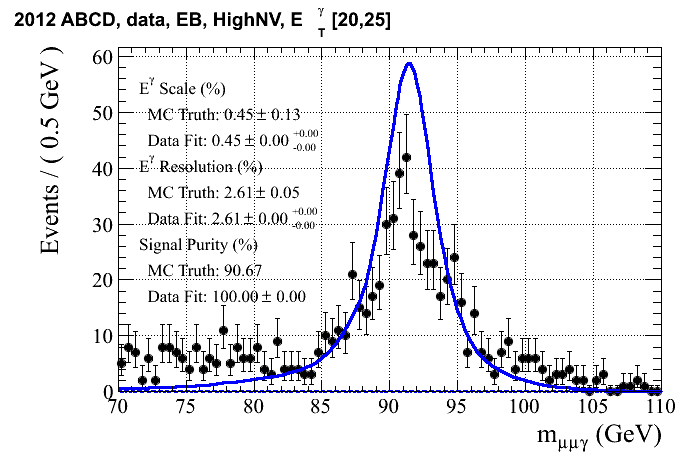 2012 ABCD, data, EB, HighNV, E_T^γ [20,25]
Events / ( 0.5 GeV )
60
50
40
30
20
10
0
E^γ Scale (%)
MC Truth: 0.45 ± 0.13
Data Fit: 0.45 ± 0.00 +0.00 -0.00
E^γ Resolution (%)
MC Truth: 2.61 ± 0.05
Data Fit: 2.61 ± 0.00 +0.00 -0.00
Signal Purity (%)
MC Truth: 90.67
Data Fit: 100.00 ± 0.00
70 75 80 85 90 95 100 105 110
m_μμγ (GeV)